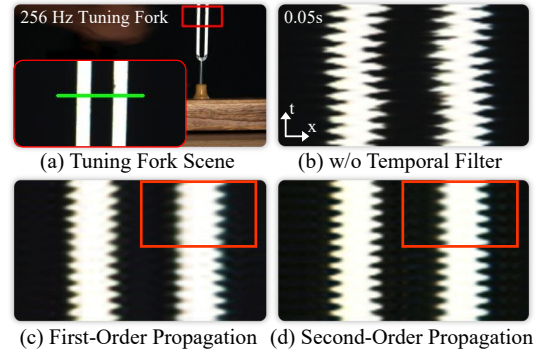 256 Hz Tuning Fork
0.05s
t
x
(a) Tuning Fork Scene
(b) w/o Temporal Filter
(c) First-Order Propagation
(d) Second-Order Propagation